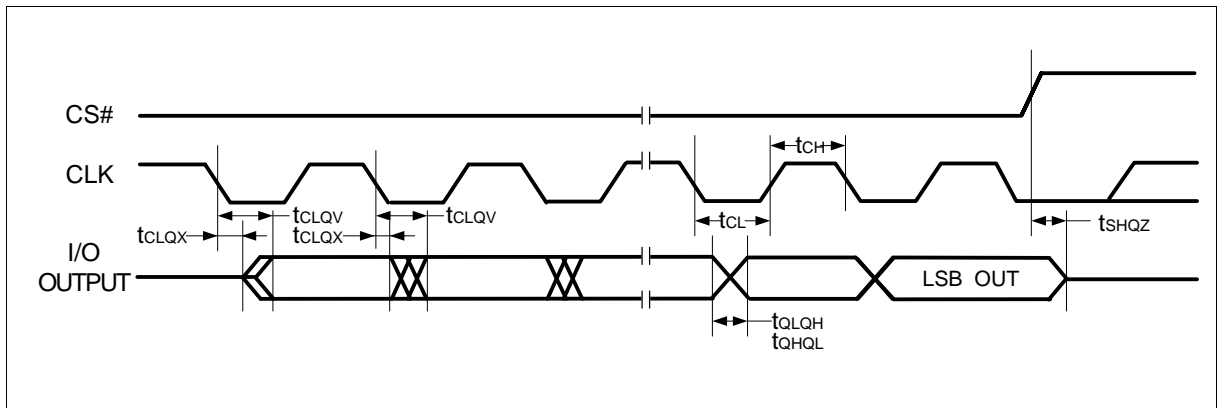 CS#
tCH
CLK
tCLQV
tCLQV
tCL
tCLQX
tCLQX
tSHQZ
I/O
OUTPUT
LSB OUT
tQLQH
tQHQL